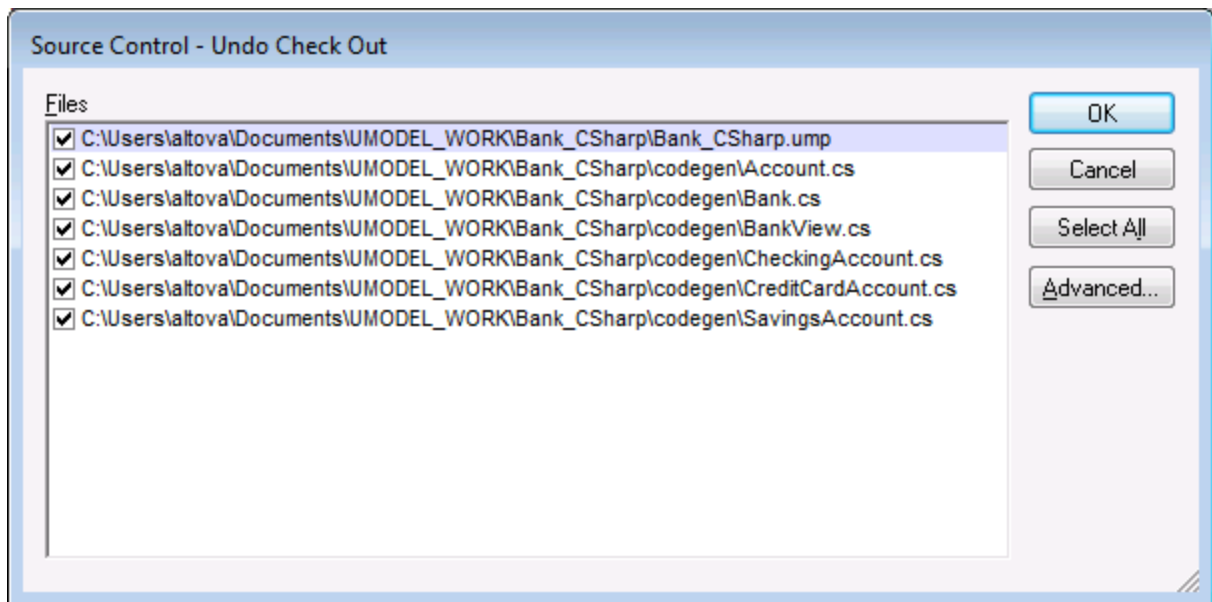 Source Control - Undo Check Out
Files
C:\Users\altova\Documents\UMODEL_WORK\Bank_CSharp\Bank_CSharp.ump
C:\Users\altova\Documents\UMODEL_WORK\Bank_CSharp\codegen\Account.cs
C:\Users\altova\Documents\UMODEL_WORK\Bank_CSharp\codegen\Bank.cs
C:\Users\altova\Documents\UMODEL_WORK\Bank_CSharp\codegen\BankView.cs
C:\Users\altova\Documents\UMODEL_WORK\Bank_CSharp\codegen\CheckingAccount.cs
C:\Users\altova\Documents\UMODEL_WORK\Bank_CSharp\codegen\CreditCardAccount.cs
C:\Users\altova\Documents\UMODEL_WORK\Bank_CSharp\codegen\SavingsAccount.cs
OK
Cancel
Select All
Advanced...